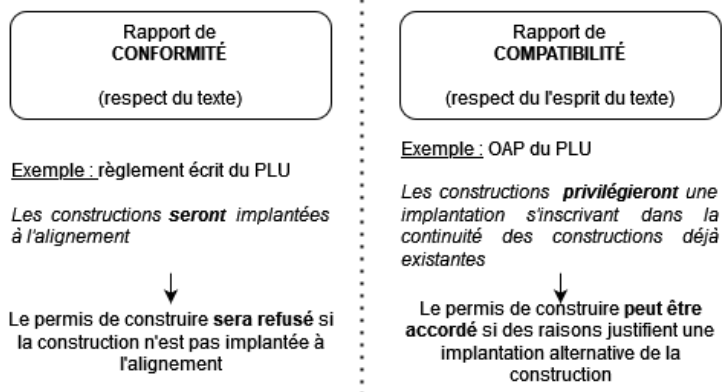 Rapport de
CONFORMITÉ
(respect du texte)
Exemple : règlement écrit du PLU
Les constructions seront implantées
à l'alignement
Le permis de construire sera refusé si
la construction n'est pas implantée à
l'alignement
Rapport de
COMPATIBILITÉ
(respect du l'esprit du texte)
Exemple : OAP du PLU
Les constructions privilégieront une
implantation s'inscrivant dans la
continuité des constructions déjà
existantes
Le permis de construire peut être
accordé si des raisons justifient une
implantation alternative de la
construction